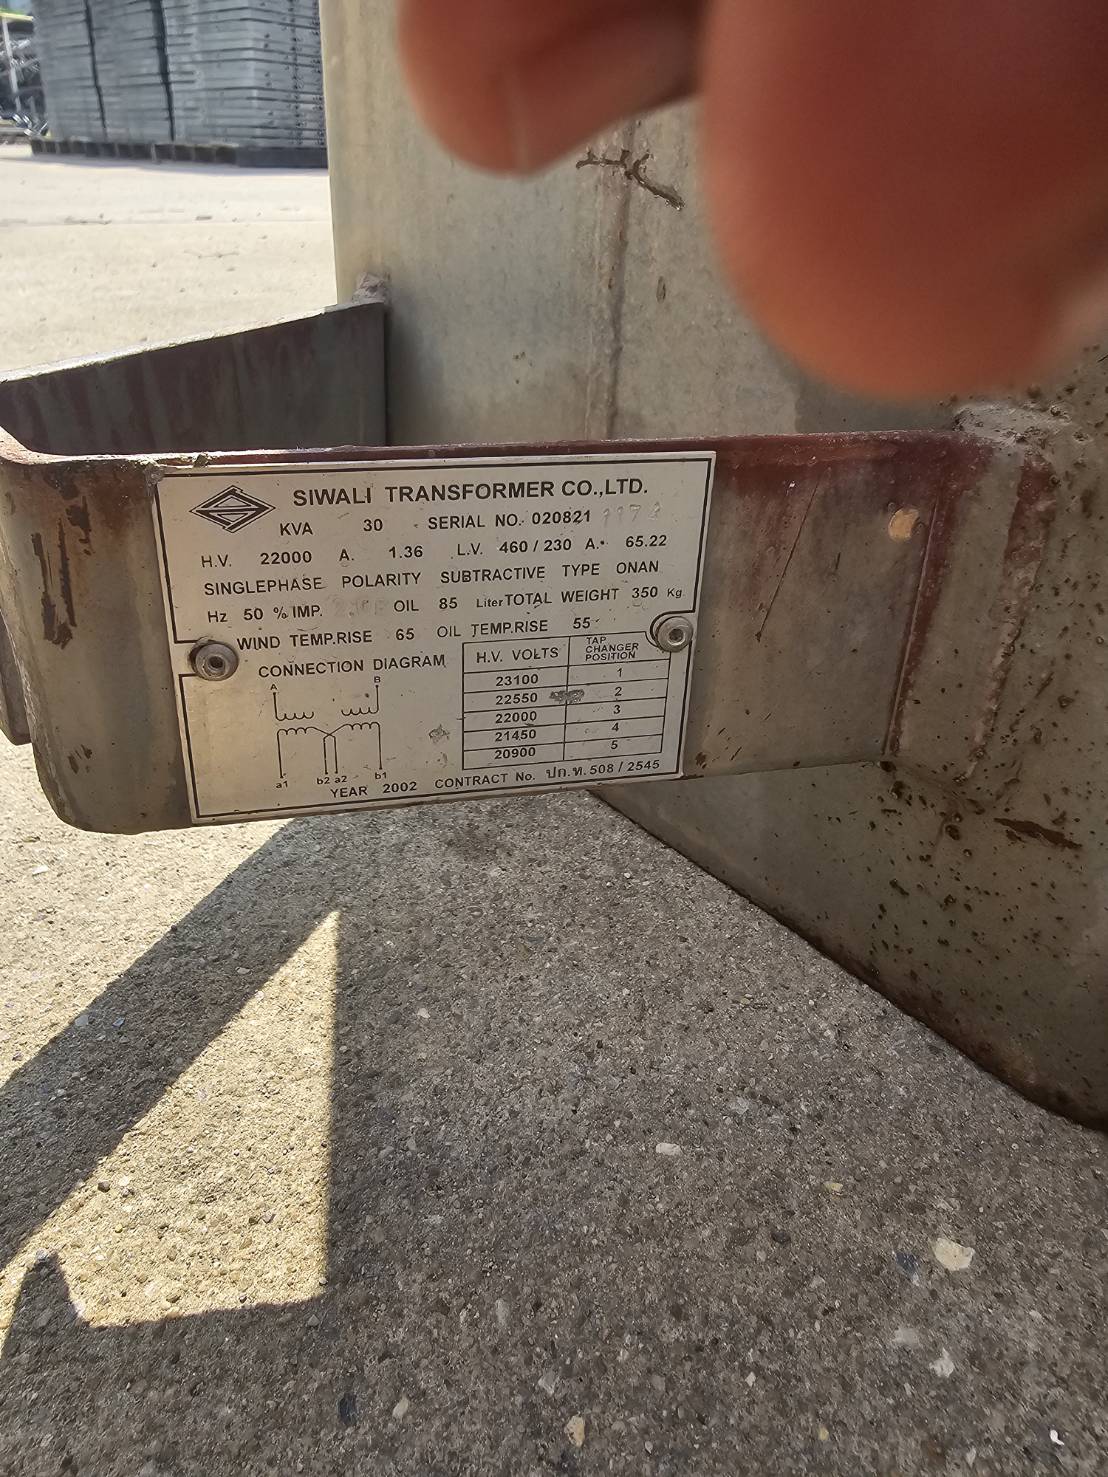 SIWALI TRANSFORMER CO.,LTD.
KVA 30 SERIAL NO. 020821
H.V. 22000 A. 1.36 L.V. 460 / 230 A. 65.22
SINGLEPHASE POLARITY SUBTRACTIVE TYPE ONAN
Hz 50 % IMP. OIL 85 Liter TOTAL WEIGHT 350 Kg
WIND TEMP.RISE 65 OIL TEMP.RISE 55
CONNECTION DIAGRAM
A B
a1 b2 a2 b1
H.V. VOLTS TAP CHANGER POSITION
23100 1
22550 2
22000 3
21450 4
20900 5
YEAR 2002 CONTRACT No. ปก.ท. 508 / 2545